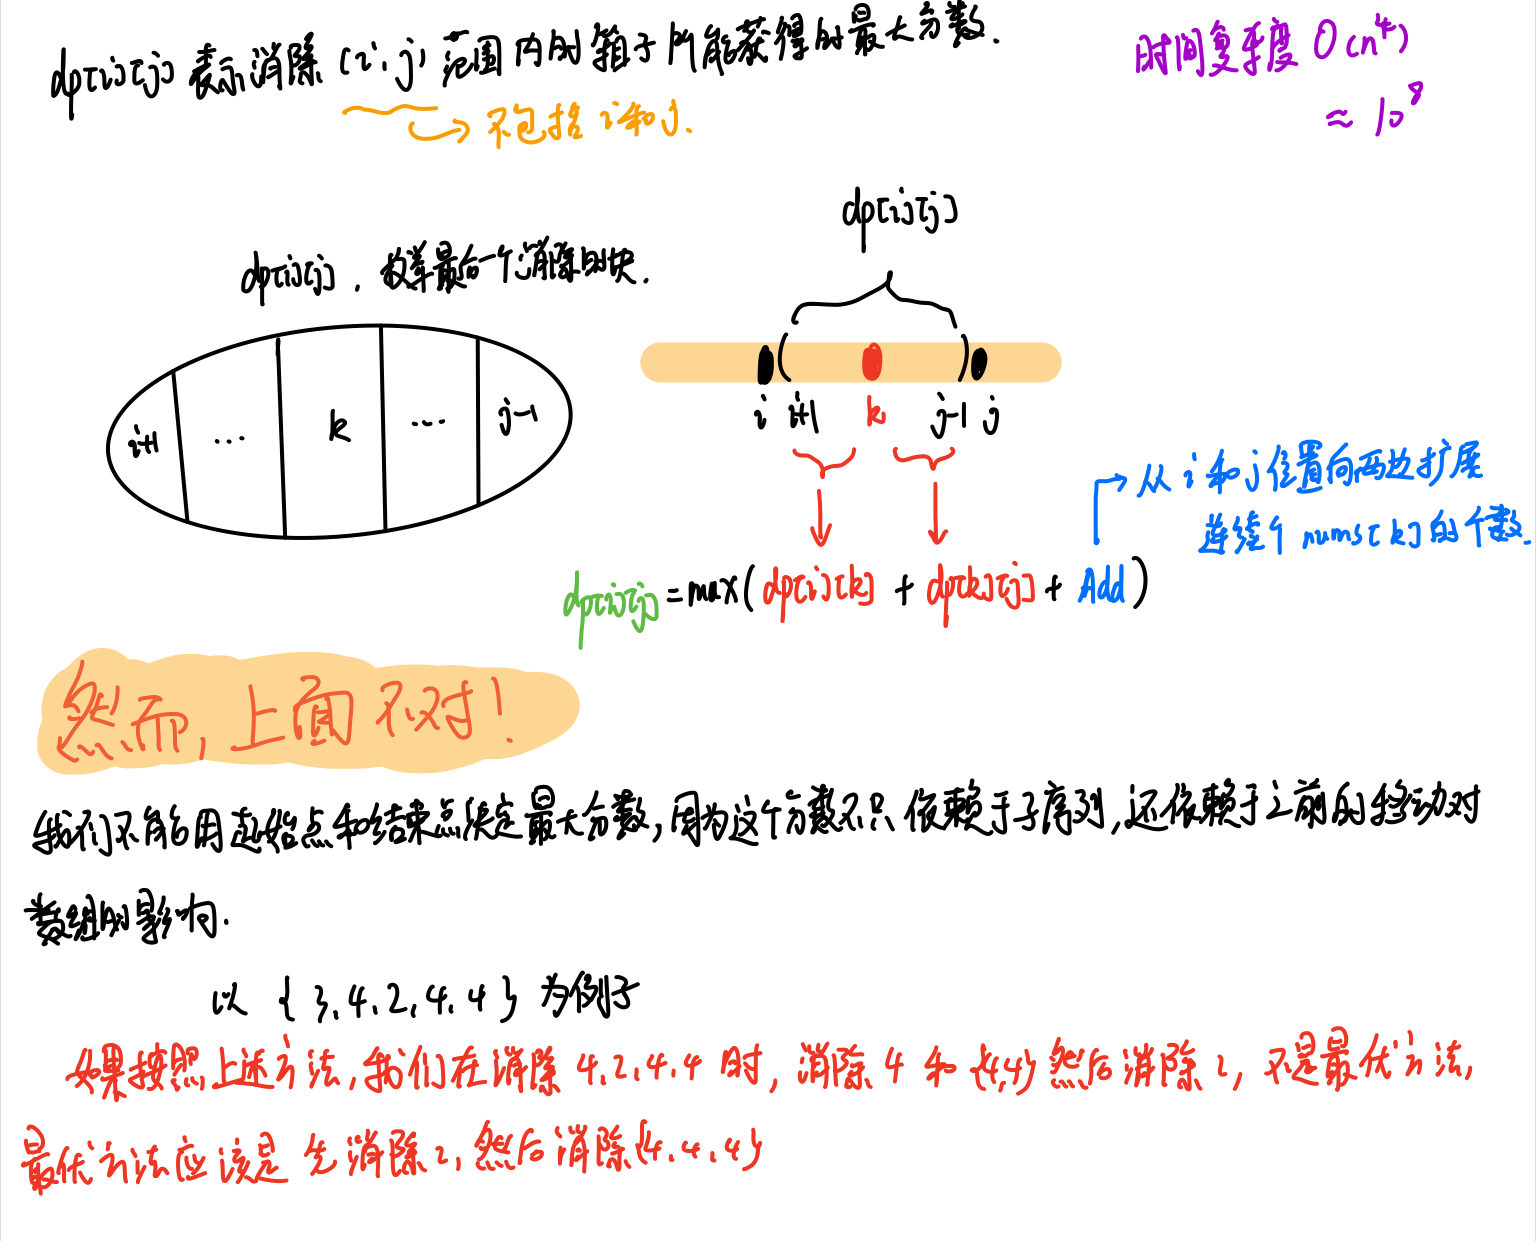 dp[i][j] 表示消除 (i, j) 范围内的箱子所能获得的最大分数.
不包括 i和j.
时间复杂度 O(n^4)
≈ 10^8
dp[i][j]
dp[i][j], 枚举最后一个消除的块.
i+1 ... k ... j-1
i i+1 k j-1 j
从 i 和 j 位置向两边扩展
连续个 nums[k] 的个数.
dp[i][j] = max( dp[i][k] + dp[k][j] + Add )
然而, 上面不对!
我们不能用起始点和结束点决定最大分数, 因为这个分数不只依赖于子序列, 还依赖于之前的移动对
数组的影响.
以 { 3, 4, 2, 4, 4 } 为例子
如果按照上述方法, 我们在消除 4, 2, 4, 4 时, 消除 4 和 {4,4} 然后消除 2, 不是最优方法,
最优方法应该是 先消除 2, 然后消除 {4, 4, 4}